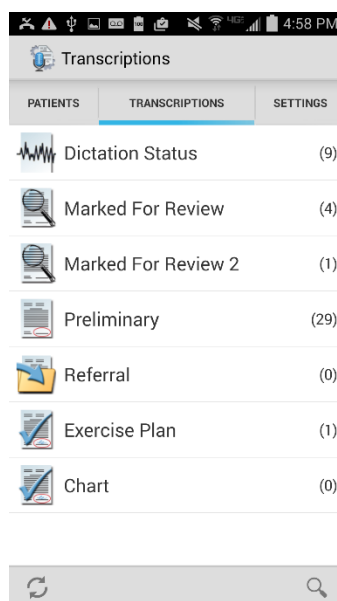 4G 4:58 PM
Transcriptions
PATIENTS TRANSCRIPTIONS SETTINGS
Dictation Status (9)
Marked For Review (4)
Marked For Review 2 (1)
Preliminary (29)
Referral (0)
Exercise Plan (1)
Chart (0)